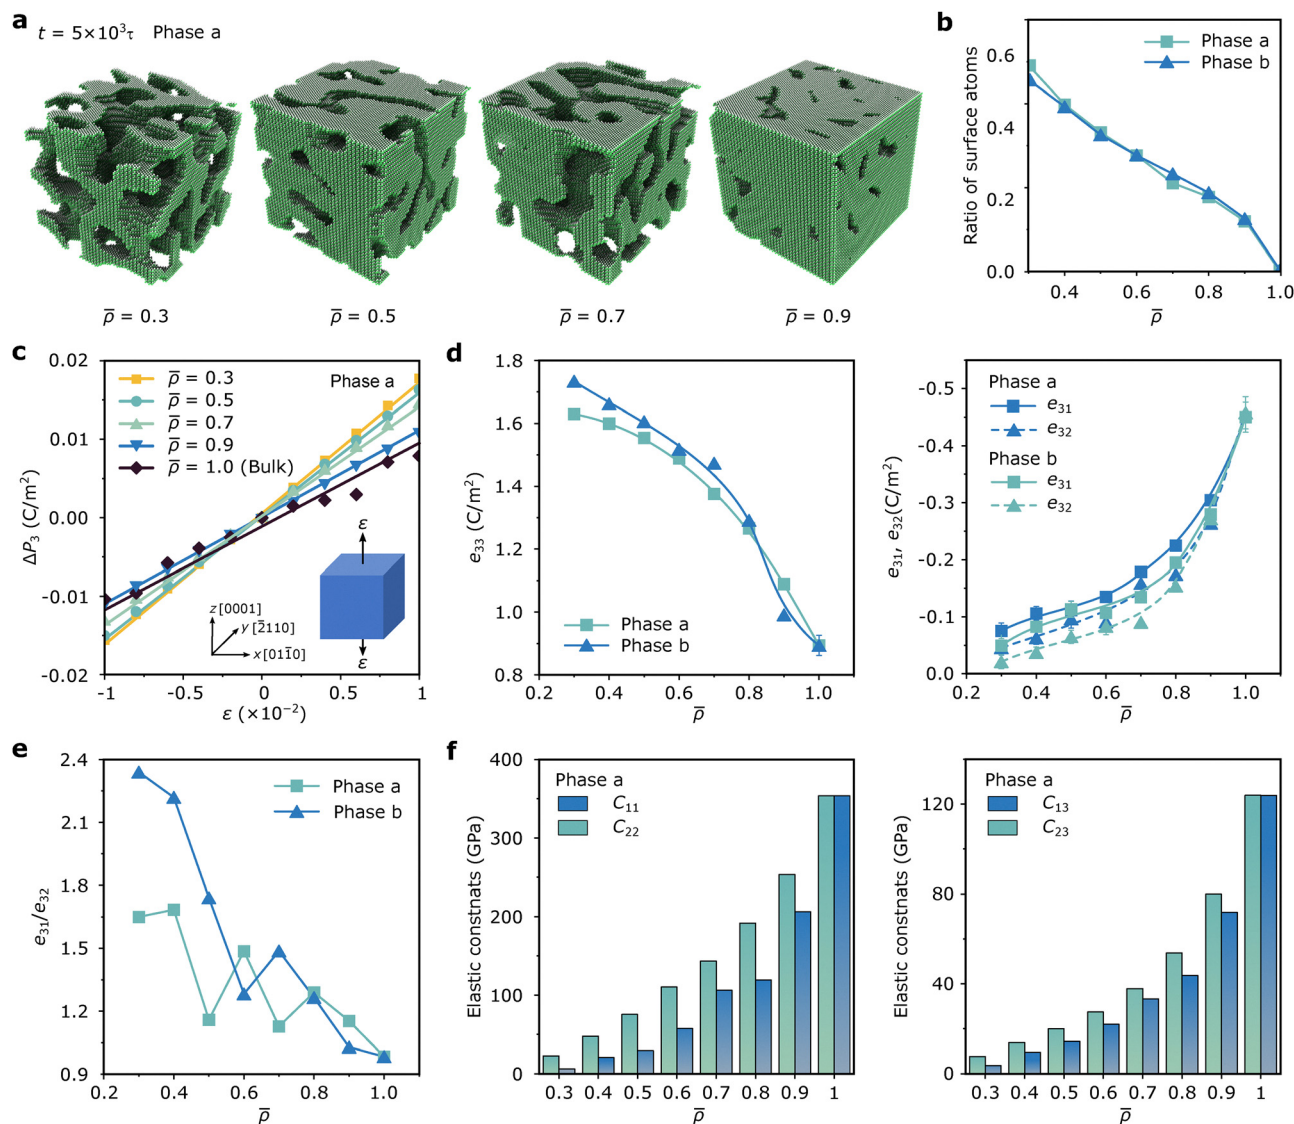 a
t = 5×10³τ Phase a
ρ̅ = 0.3
ρ̅ = 0.5
ρ̅ = 0.7
ρ̅ = 0.9
b
Ratio of surface atoms
0.6
0.4
0.2
0.0
Phase a
Phase b
0.4
0.6
0.8
1.0
ρ̅
c
ΔP₃ (C/m²)
0.02
0.01
0.00
-0.01
-0.02
ρ̅ = 0.3
ρ̅ = 0.5
ρ̅ = 0.7
ρ̅ = 0.9
ρ̅ = 1.0 (Bulk)
Phase a
ε
ε
z [0001]
y [2̅110]
x [011̅0]
-1
-0.5
0
0.5
1
ε (×10⁻²)
d
e₃₃ (C/m²)
1.8
1.6
1.4
1.2
1.0
0.8
Phase a
Phase b
0.2
0.4
0.6
0.8
1.0
ρ̅
e₃₁, e₃₂(C/m²)
-0.5
-0.4
-0.3
-0.2
-0.1
0.0
Phase a
e₃₁
e₃₂
Phase b
e₃₁
e₃₂
0.2
0.4
0.6
0.8
1.0
ρ̅
e
e₃₁/e₃₂
2.4
2.1
1.8
1.5
1.2
0.9
Phase a
Phase b
0.2
0.4
0.6
0.8
1.0
ρ̅
f
Elastic constnats (GPa)
400
300
200
100
0
Phase a
C₁₁
C₂₂
0.3
0.4
0.5
0.6
0.7
0.8
0.9
1
ρ̅
Elastic constnats (GPa)
120
80
40
0
Phase a
C₁₃
C₂₃
0.3
0.4
0.5
0.6
0.7
0.8
0.9
1
ρ̅